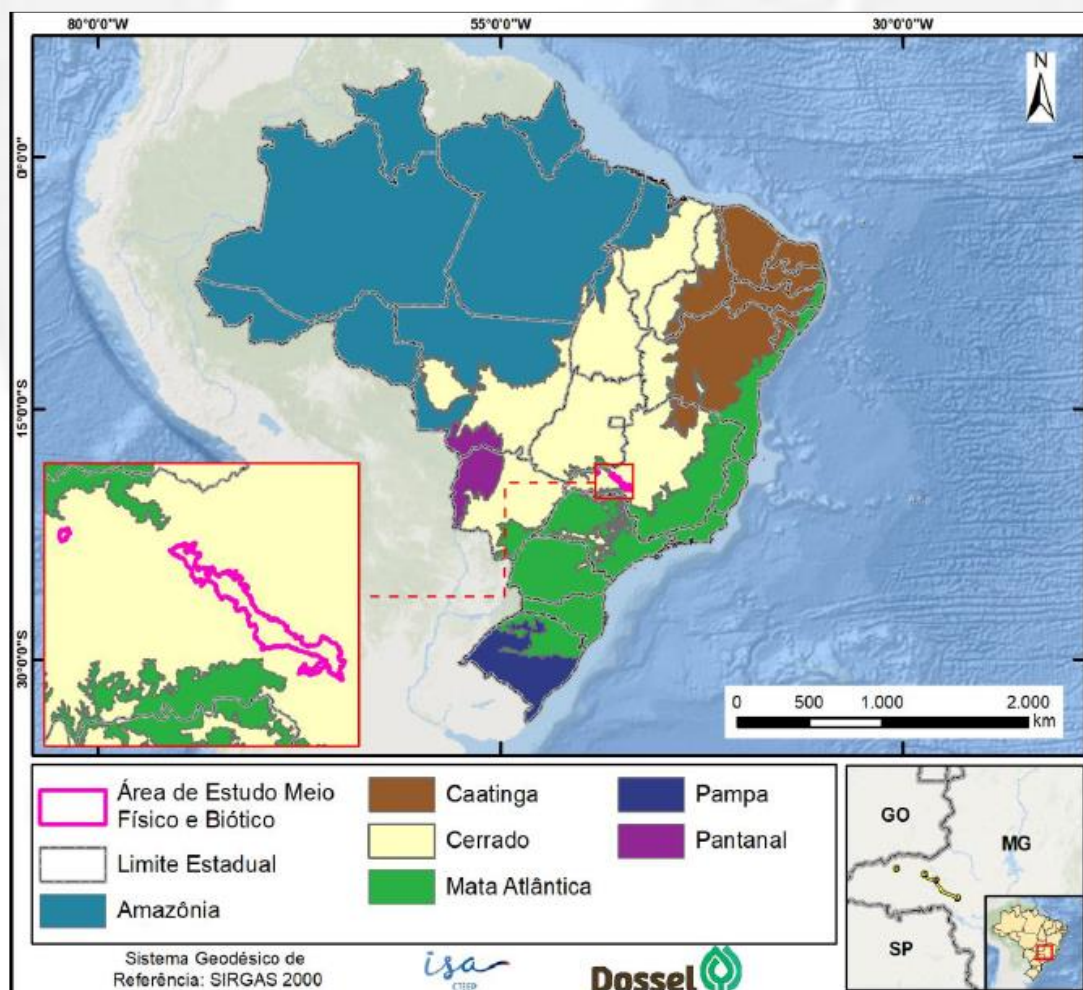 80°0'0"W
55°0'0"W
30°0'0"W
N
0°0'0"
15°0'0"S
30°0'0"S
0 500 1.000 2.000
km
Área de Estudo Meio
Físico e Biótico
Limite Estadual
Amazônia
Caatinga
Cerrado
Mata Atlântica
Pampa
Pantanal
GO
MG
SP
Sistema Geodésico de
Referência: SIRGAS 2000
isa
CTEEP
Dossel